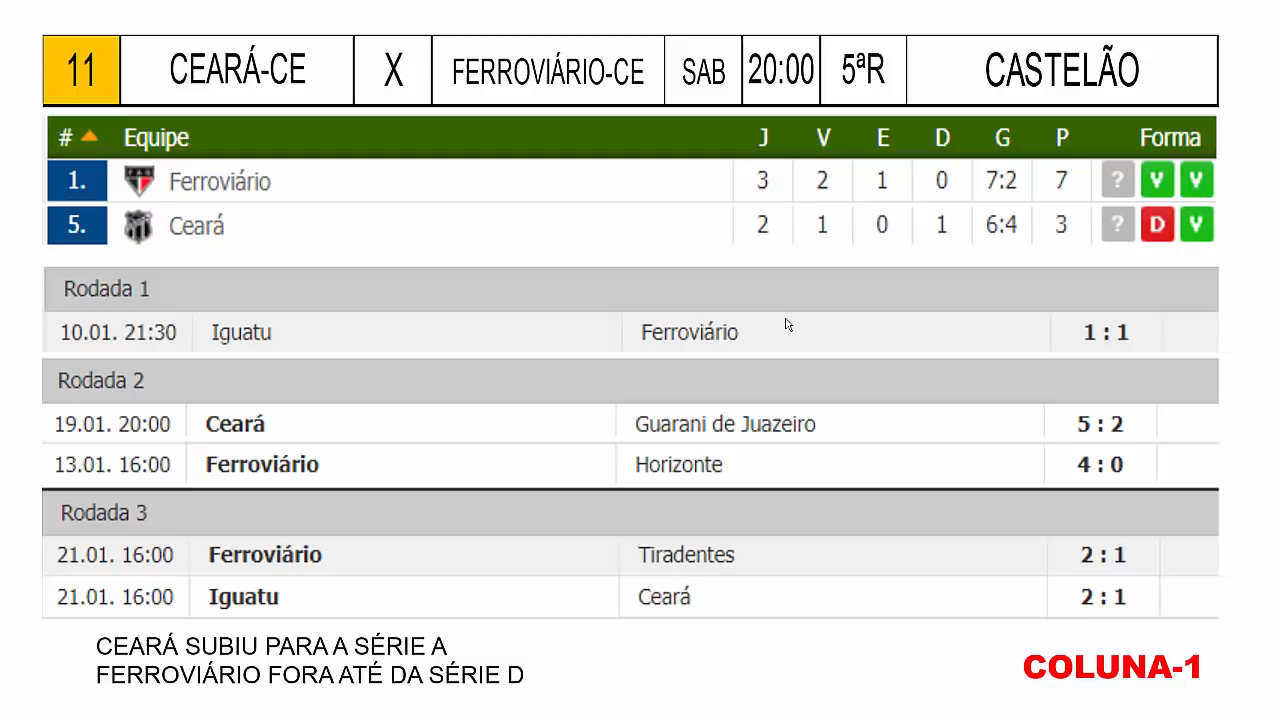 11 CEARÁ-CE X FERROVIÁRIO-CE SAB 20:00 5ªR CASTELÃO
# Equipe J V E D G P Forma
1. Ferroviário 3 2 1 0 7:2 7 ? V V
5. Ceará 2 1 0 1 6:4 3 ? D V
Rodada 1
10.01. 21:30 Iguatu Ferroviário 1 : 1
Rodada 2
19.01. 20:00 Ceará Guarani de Juazeiro 5 : 2
13.01. 16:00 Ferroviário Horizonte 4 : 0
Rodada 3
21.01. 16:00 Ferroviário Tiradentes 2 : 1
21.01. 16:00 Iguatu Ceará 2 : 1
CEARÁ SUBIU PARA A SÉRIE A
FERROVIÁRIO FORA ATÉ DA SÉRIE D
COLUNA-1